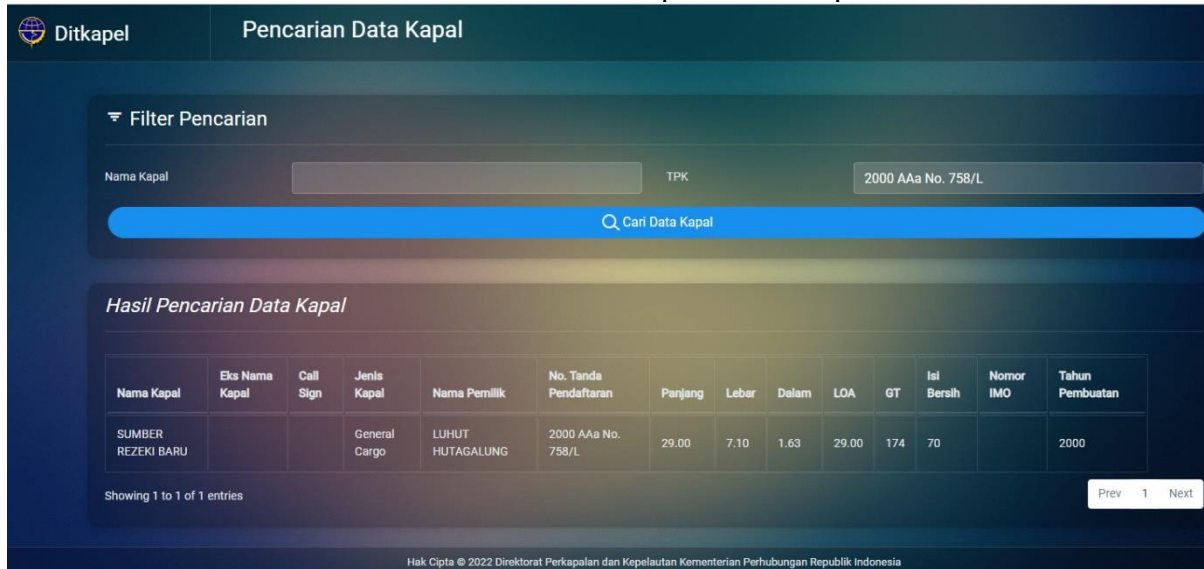 Ditkapel
Pencarian Data Kapal
Filter Pencarian
Nama Kapal
TPK
2000 AAa No. 758/L
Cari Data Kapal
Hasil Pencarian Data Kapal
Nama Kapal Eks Nama Kapal Call Sign Jenis Kapal Nama Pemilik No. Tanda Pendaftaran Panjang Lebar Dalam LOA GT Isi Bersih Nomor IMO Tahun Pembuatan
SUMBER REZEKI BARU General Cargo LUHUT HUTAGALUNG 2000 AAa No. 758/L 29.00 7.10 1.63 29.00 174 70 2000
Showing 1 to 1 of 1 entries
Prev 1 Next
Hak Cipta © 2022 Direktorat Perkapalan dan Kepelautan Kementerian Perhubungan Republik Indonesia